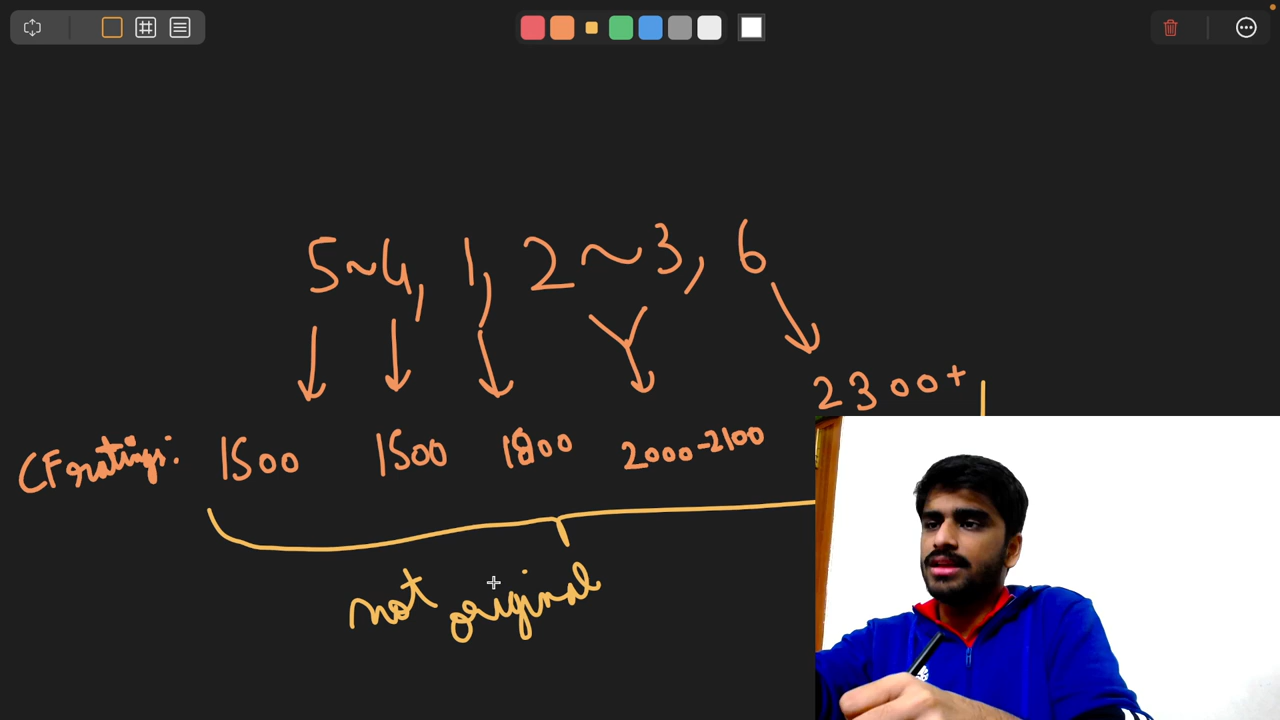 5~4, 1, 2~3, 6
2300+
CF ratings: 1500 1500 1800 2000-2100
not original